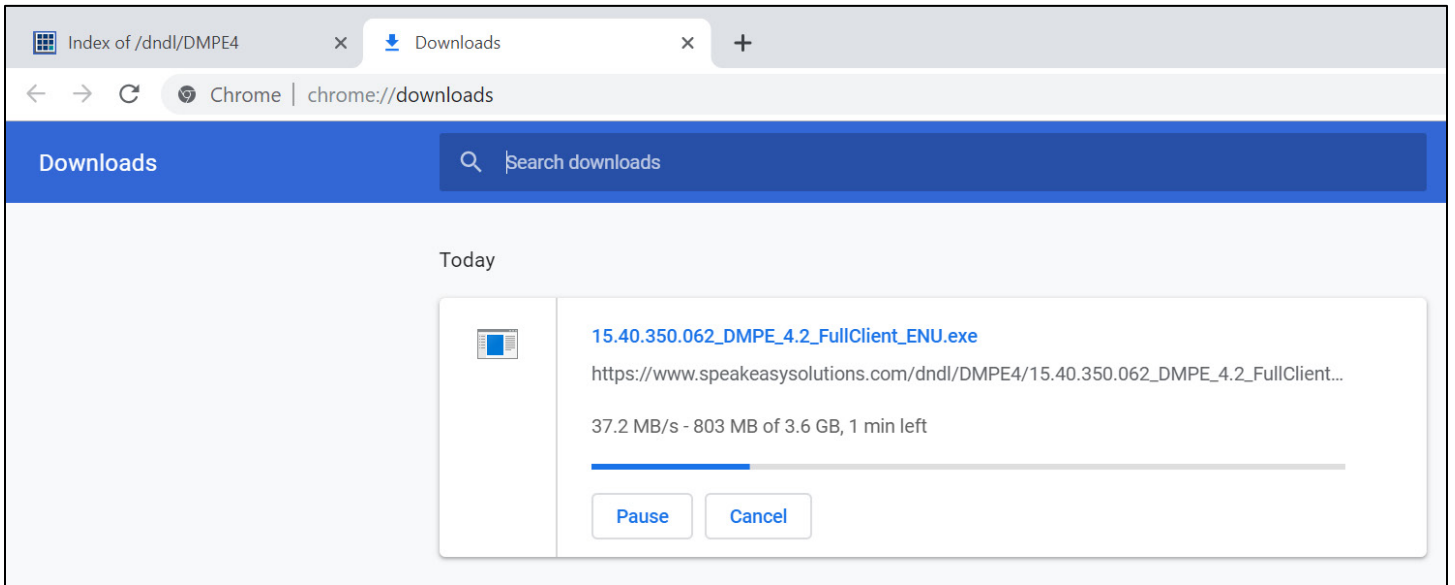 Index of /dndl/DMPE4
Downloads
Chrome | chrome://downloads
Downloads
Search downloads
Today
15.40.350.062_DMPE_4.2_FullClient_ENU.exe
https://www.speakeasysolutions.com/dndl/DMPE4/15.40.350.062_DMPE_4.2_FullClient...
37.2 MB/s - 803 MB of 3.6 GB, 1 min left
Pause
Cancel